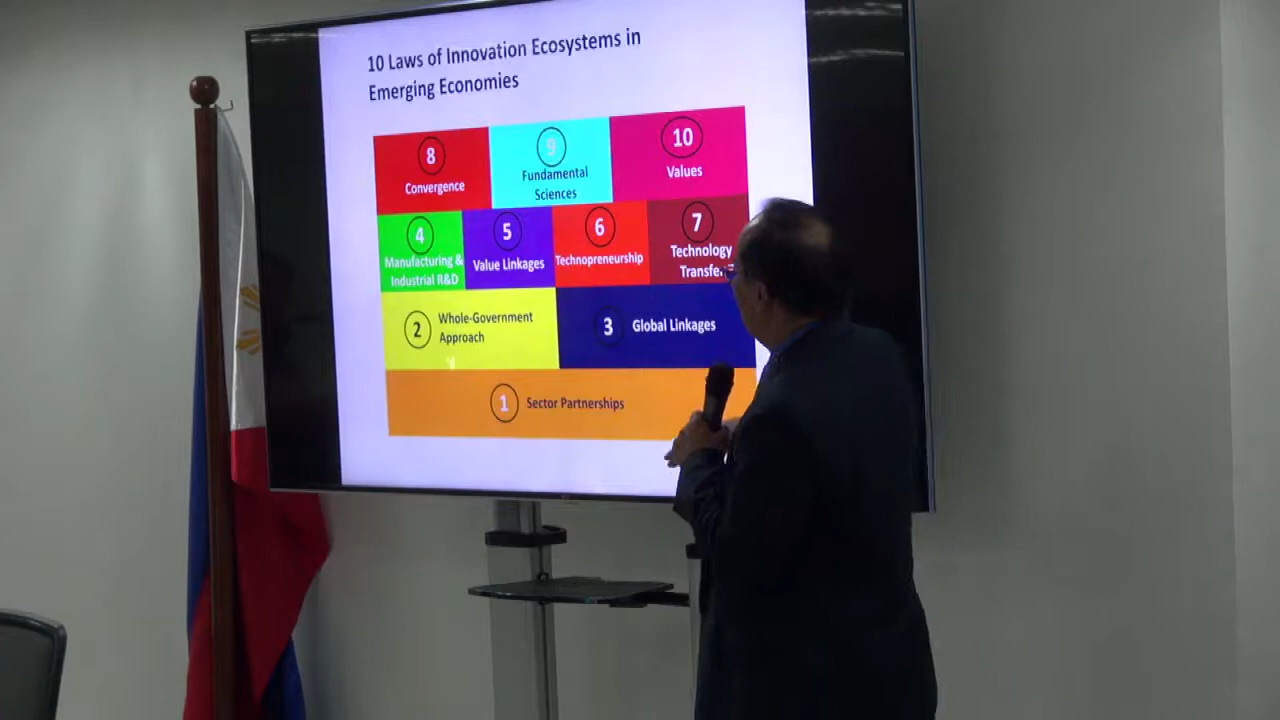 10 Laws of Innovation Ecosystems in
Emerging Economies
8
Convergence
9
Fundamental
Sciences
10
Values
4
Manufacturing &
Industrial R&D
5
Value Linkages
6
Technopreneurship
7
Technology
Transfer
2
Whole-Government
Approach
3
Global Linkages
1
Sector Partnerships